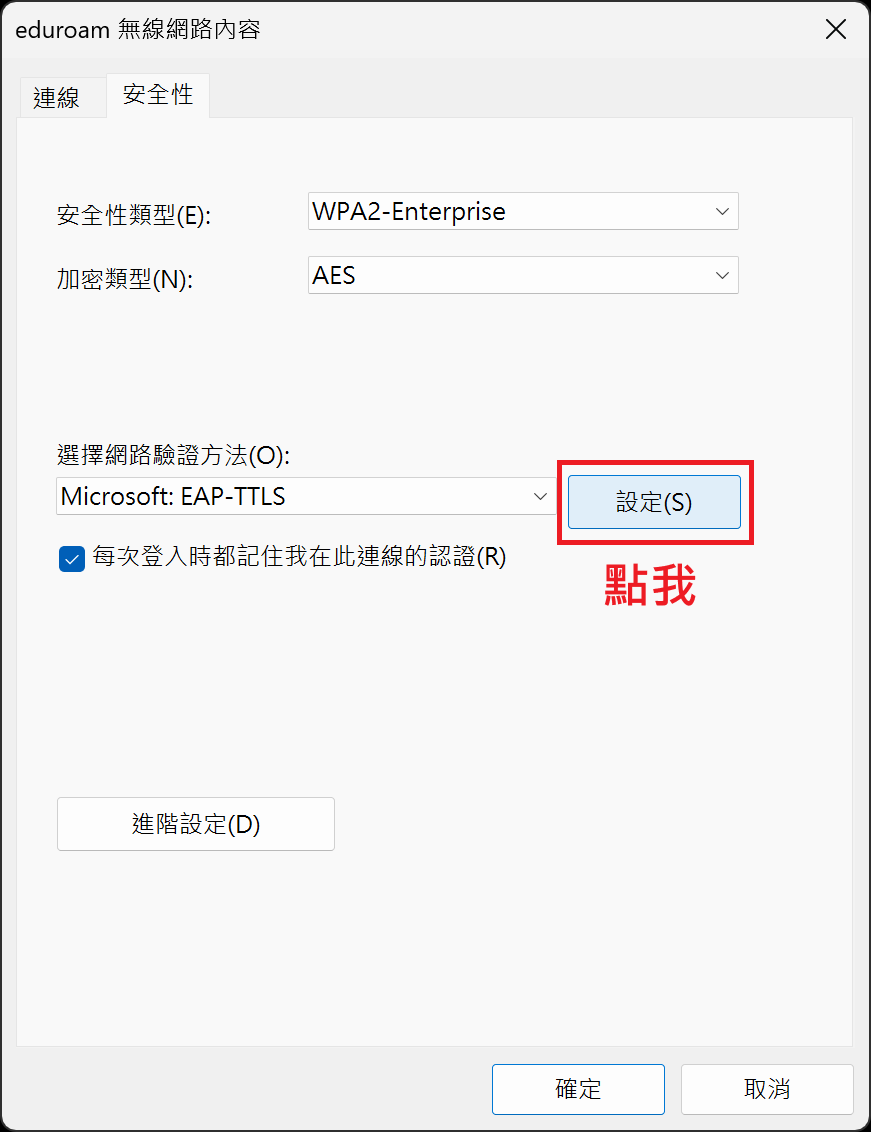 eduroam 無線網路內容
連線
安全性
安全性類型(E):
WPA2-Enterprise
加密類型(N):
AES
選擇網路驗證方法(O):
Microsoft: EAP-TTLS
設定(S)
每次登入時都記住我在此連線的認證(R)
點我
進階設定(D)
確定
取消